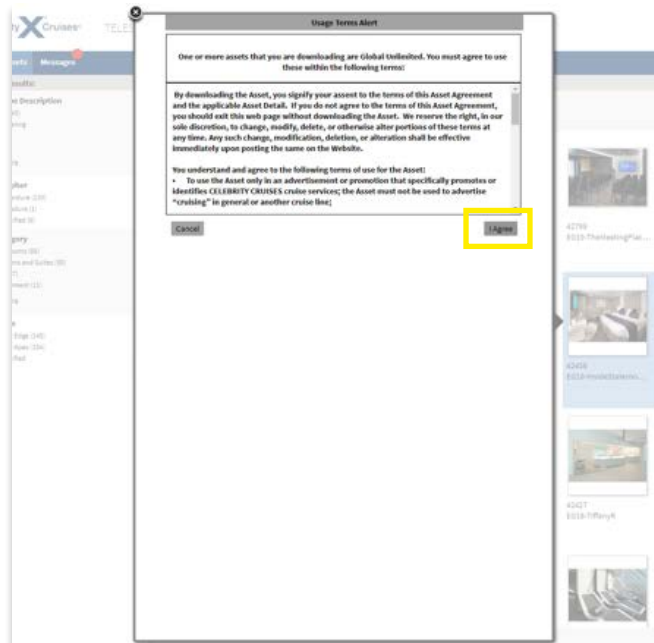 Usage Terms Alert
One or more assets that you are downloading are Global Unlimited. You must agree to use
these within the following terms:
By downloading the Asset, you signify your assent to the terms of this Asset Agreement
and the applicable Asset Detail. If you do not agree to the terms of this Asset Agreement,
you should exit this web page without downloading the Asset. We reserve the right, in our
sole discretion, to change, modify, delete, or otherwise alter portions of these terms at
any time. Any such change, modification, deletion, or alteration shall be effective
immediately upon posting the same on the Website.
You understand and agree to the following terms of use for the Asset:
• To use the Asset only in an advertisement or promotion that specifically promotes or
identifies CELEBRITY CRUISES cruise services; the Asset must not be used to advertise
"cruising" in general or another cruise line;
Cancel
I Agree
y X Cruises
Messages
Description
42427
EG18-TiffanyR